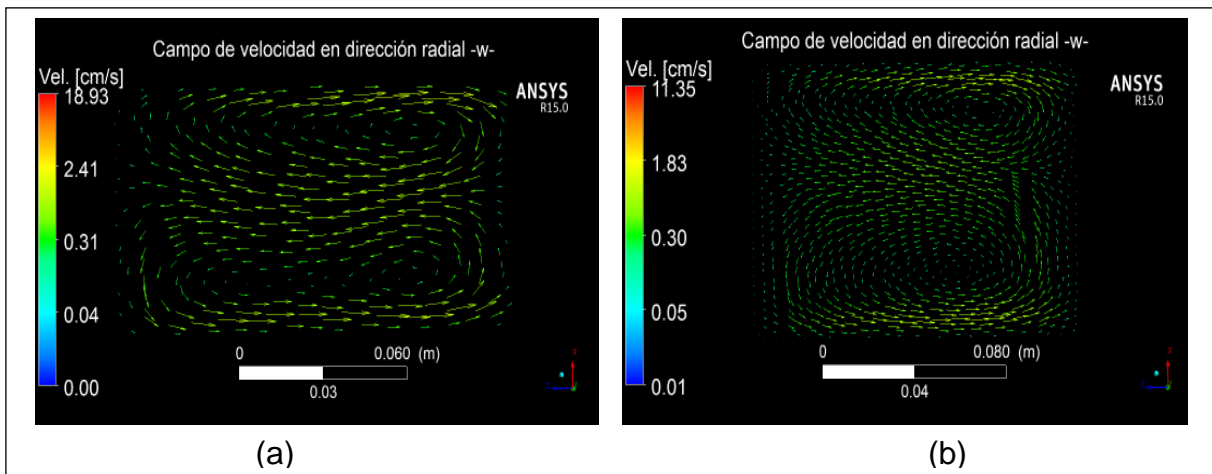 Campo de velocidad en dirección radial -w-
Vel. [cm/s]
18.93
2.41
0.31
0.04
0.00
ANSYS
R15.0
0 0.060 (m)
0.03
(a)
Campo de velocidad en dirección radial -w-
Vel. [cm/s]
11.35
1.83
0.30
0.05
0.01
ANSYS
R15.0
0 0.080 (m)
0.04
(b)